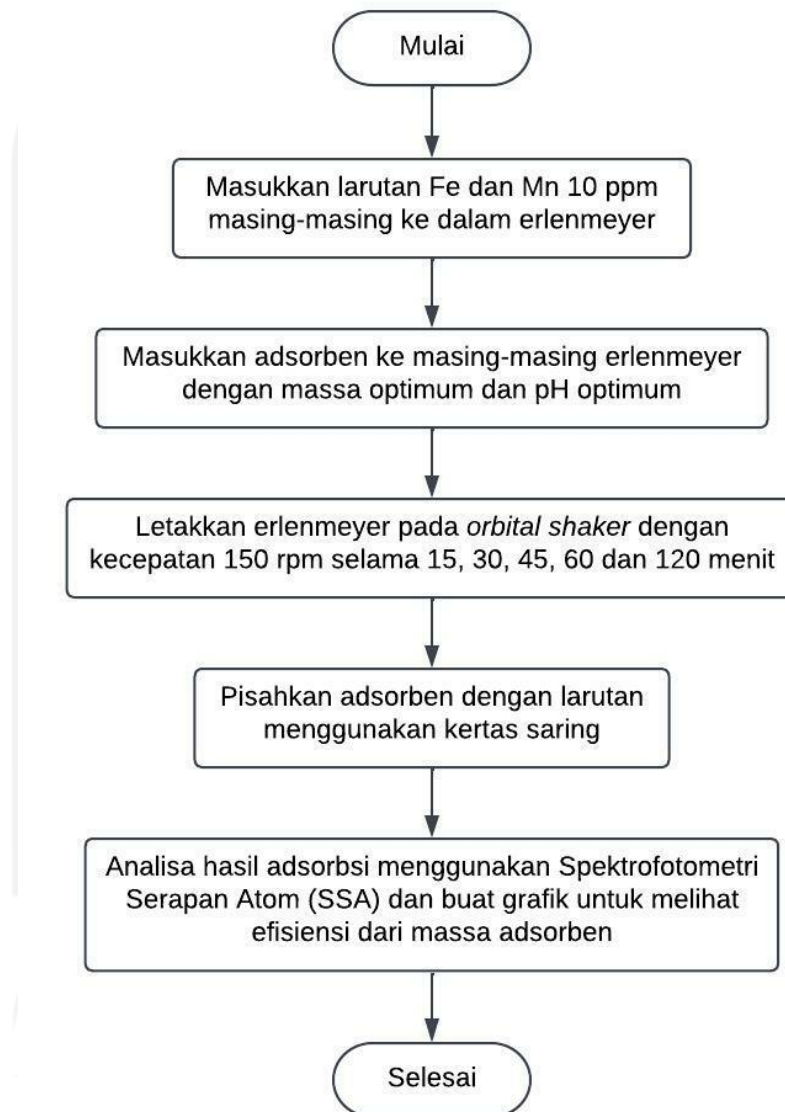 Mulai
Masukkan larutan Fe dan Mn 10 ppm
masing-masing ke dalam erlenmeyer
Masukkan adsorben ke masing-masing erlenmeyer
dengan massa optimum dan pH optimum
Letakkan erlenmeyer pada orbital shaker dengan
kecepatan 150 rpm selama 15, 30, 45, 60 dan 120 menit
Pisahkan adsorben dengan larutan
menggunakan kertas saring
Analisa hasil adsorbsi menggunakan Spektrofotometri
Serapan Atom (SSA) dan buat grafik untuk melihat
efisiensi dari massa adsorben
Selesai